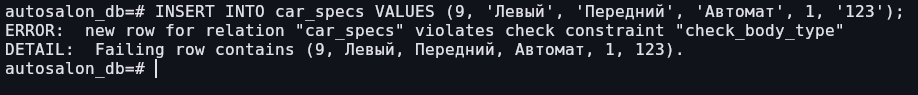 autosalon_db=# INSERT INTO car_specs VALUES (9, 'Левый', 'Передний', 'Автомат', 1, '123');
ERROR:  new row for relation "car_specs" violates check constraint "check_body_type"
DETAIL:  Failing row contains (9, Левый, Передний, Автомат, 1, 123).
autosalon_db=#